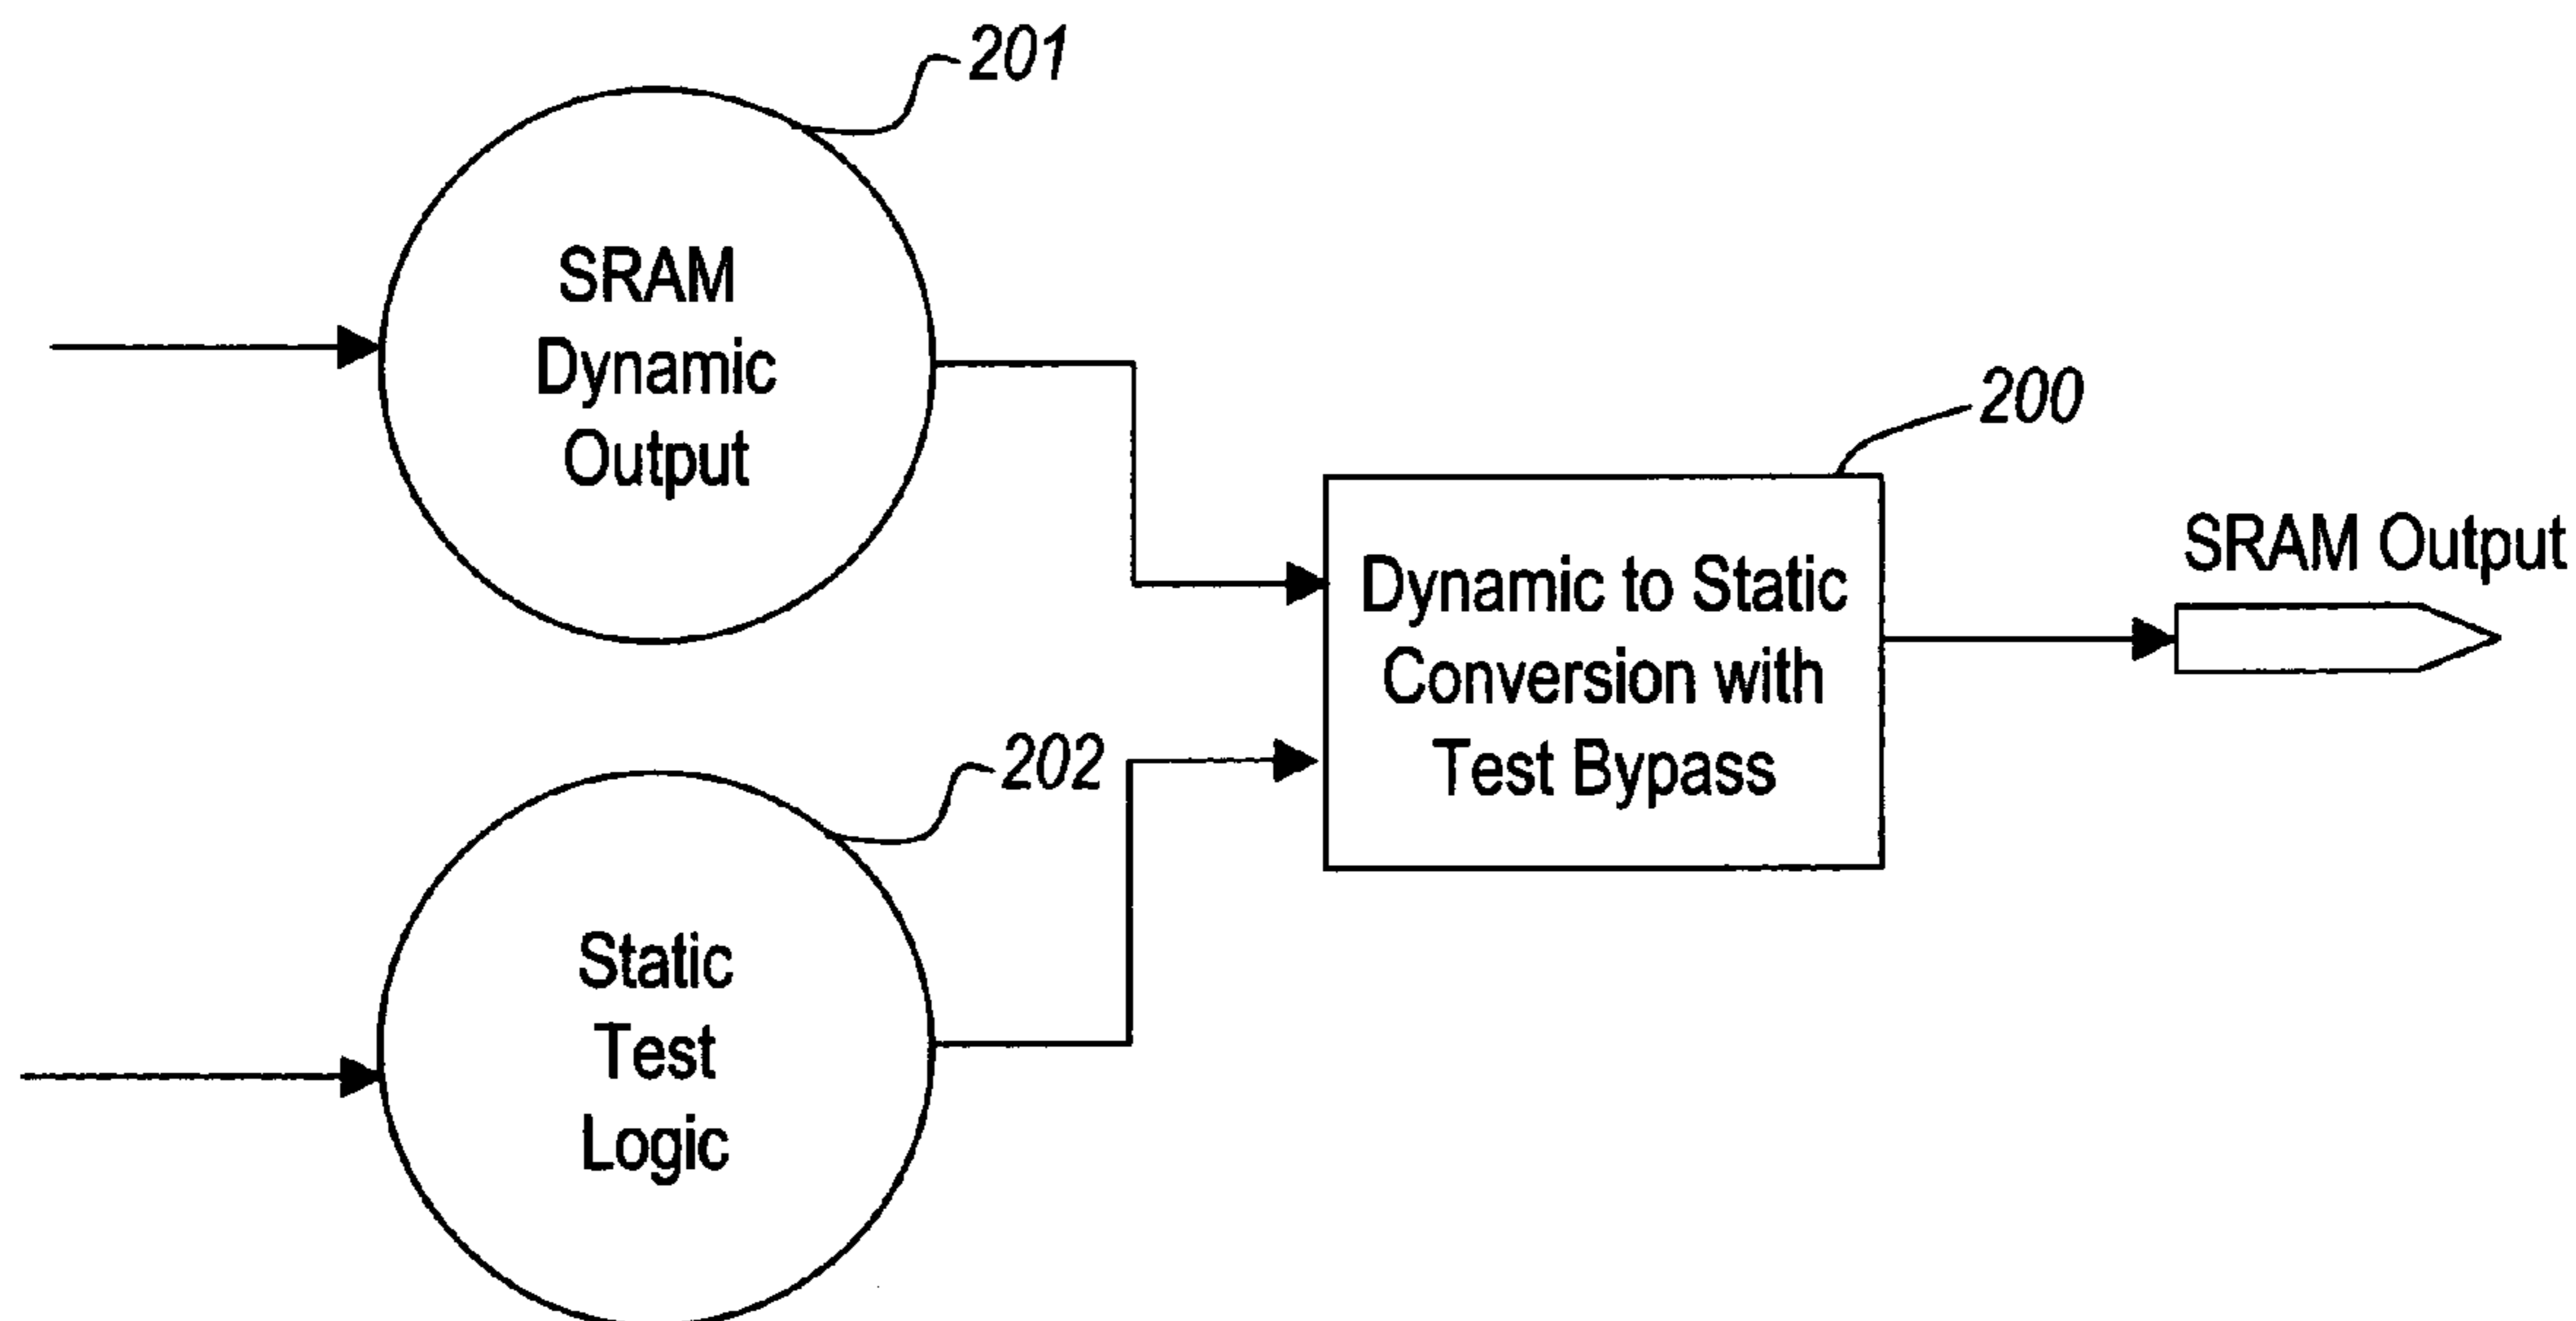 201
SRAM
Dynamic
Output
200
SRAM Output
Dynamic to Static
Conversion with
Test Bypass
202
Static
Test
Logic